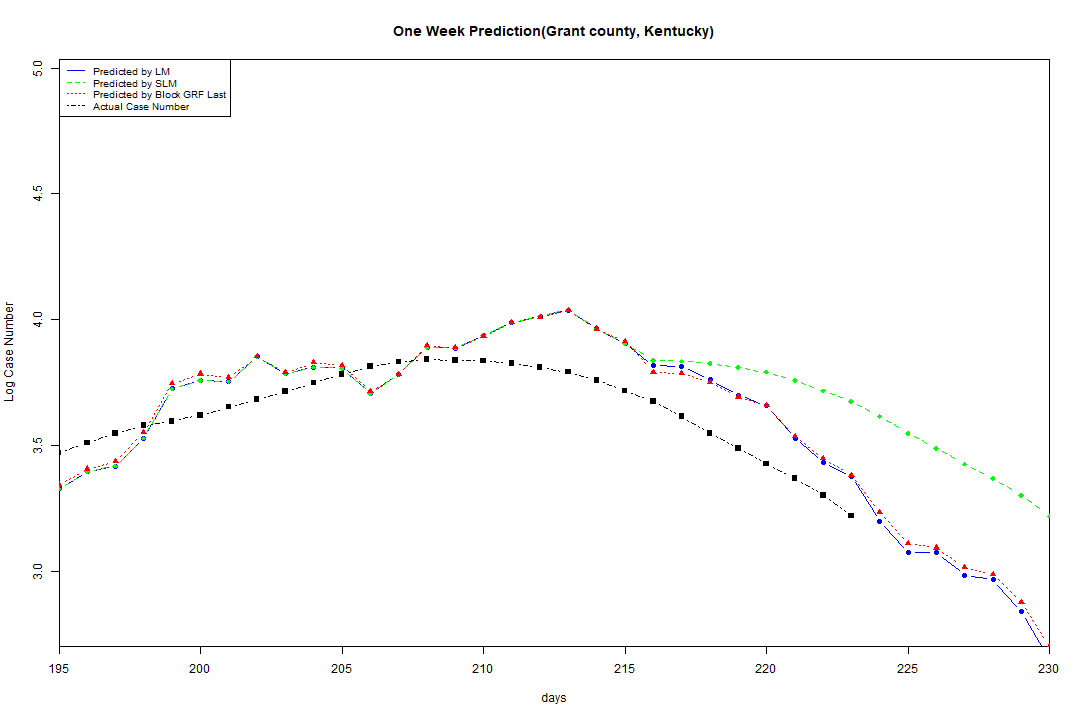 One Week Prediction(Grant county, Kentucky)
5.0
Predicted by LM
Predicted by SLM
Predicted by Block GRF Last
Actual Case Number
4.5
4.0
Log Case Number
3.5
3.0
195 200 205 210 215 220 225 230
days